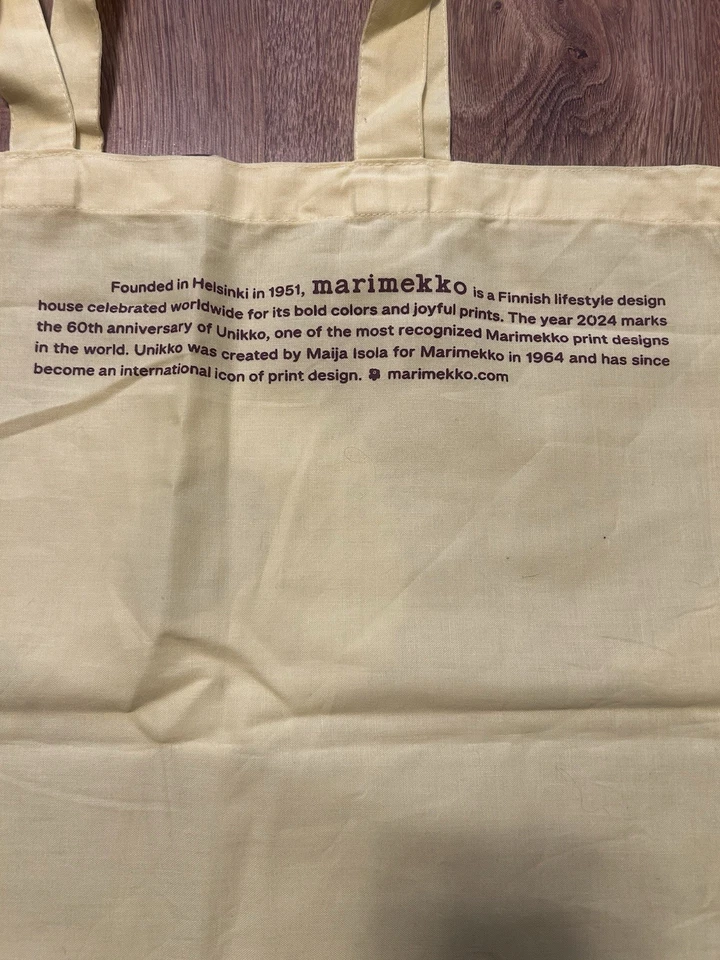 Founded in Helsinki in 1951, marimekko is a Finnish lifestyle design
house celebrated worldwide for its bold colors and joyful prints. The year 2024 marks
the 60th anniversary of Unikko, one of the most recognized Marimekko print designs
in the world. Unikko was created by Maija Isola for Marimekko in 1964 and has since
become an international icon of print design. marimekko.com